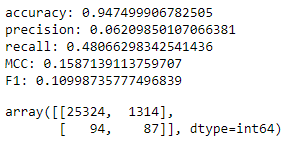 accuracy: 0.947499906782505
precision: 0.06209850107066381
recall: 0.48066298342541436
MCC: 0.1587139113759707
F1: 0.10998735777496839
array([[25324, 1314],
[ 94, 87]], dtype=int64)